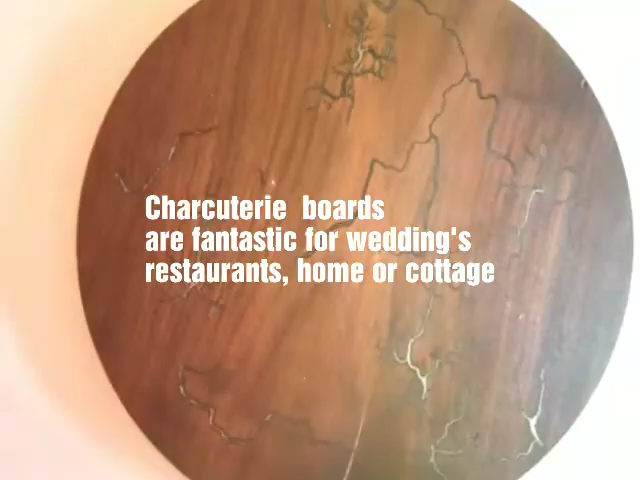 Charcuterie boards
are fantastic for wedding's
restaurants, home or cottage